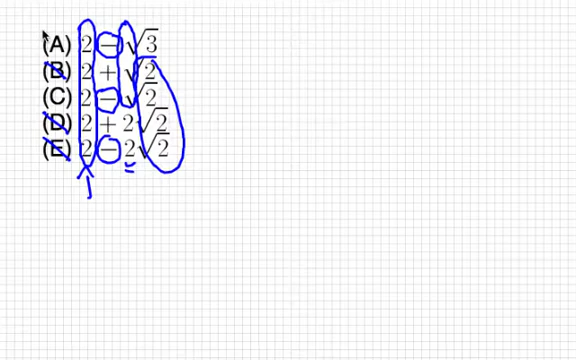 (A) 2 − √3
(B) 2 + √2
(C) 2 − √2
(D) 2 + 2√2
(E) 2 − 2√2